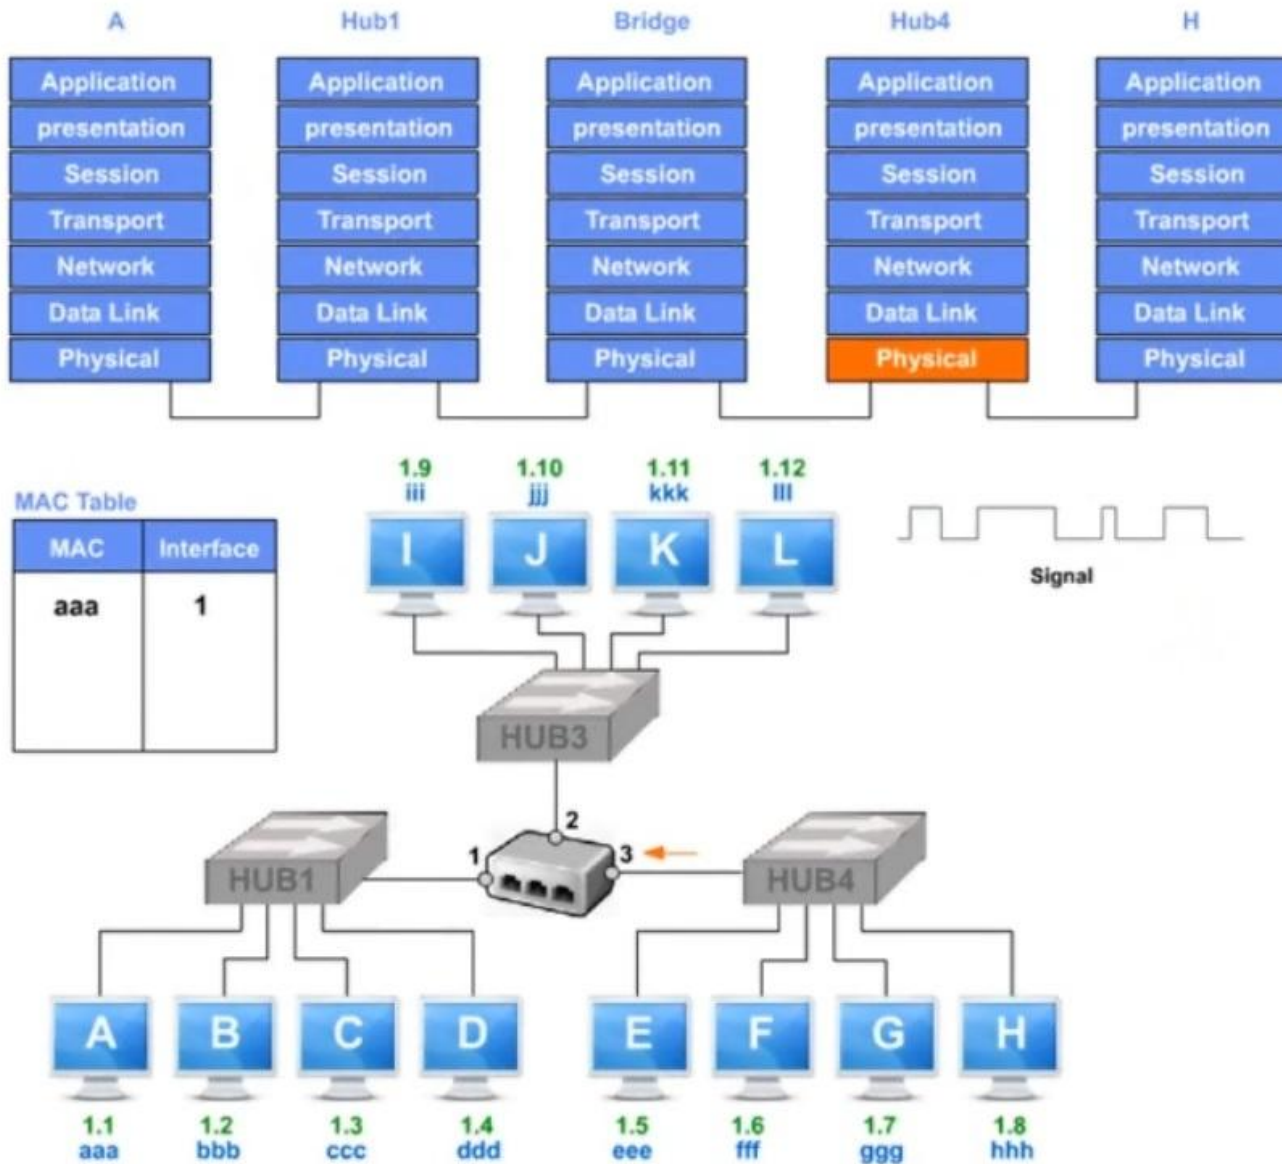 A Hub1 Bridge Hub4 H
Application Application Application Application Application
presentation presentation presentation presentation presentation
Session Session Session Session Session
Transport Transport Transport Transport Transport
Network Network Network Network Network
Data Link Data Link Data Link Data Link Data Link
Physical Physical Physical Physical Physical
1.9 1.10 1.11 1.12
iii jjj kkk lll
MAC Table
MAC Interface
aaa 1
I J K L
Signal
HUB3
2
1 3
HUB1 HUB4
A B C D E F G H
1.1 1.2 1.3 1.4 1.5 1.6 1.7 1.8
aaa bbb ccc ddd eee fff ggg hhh